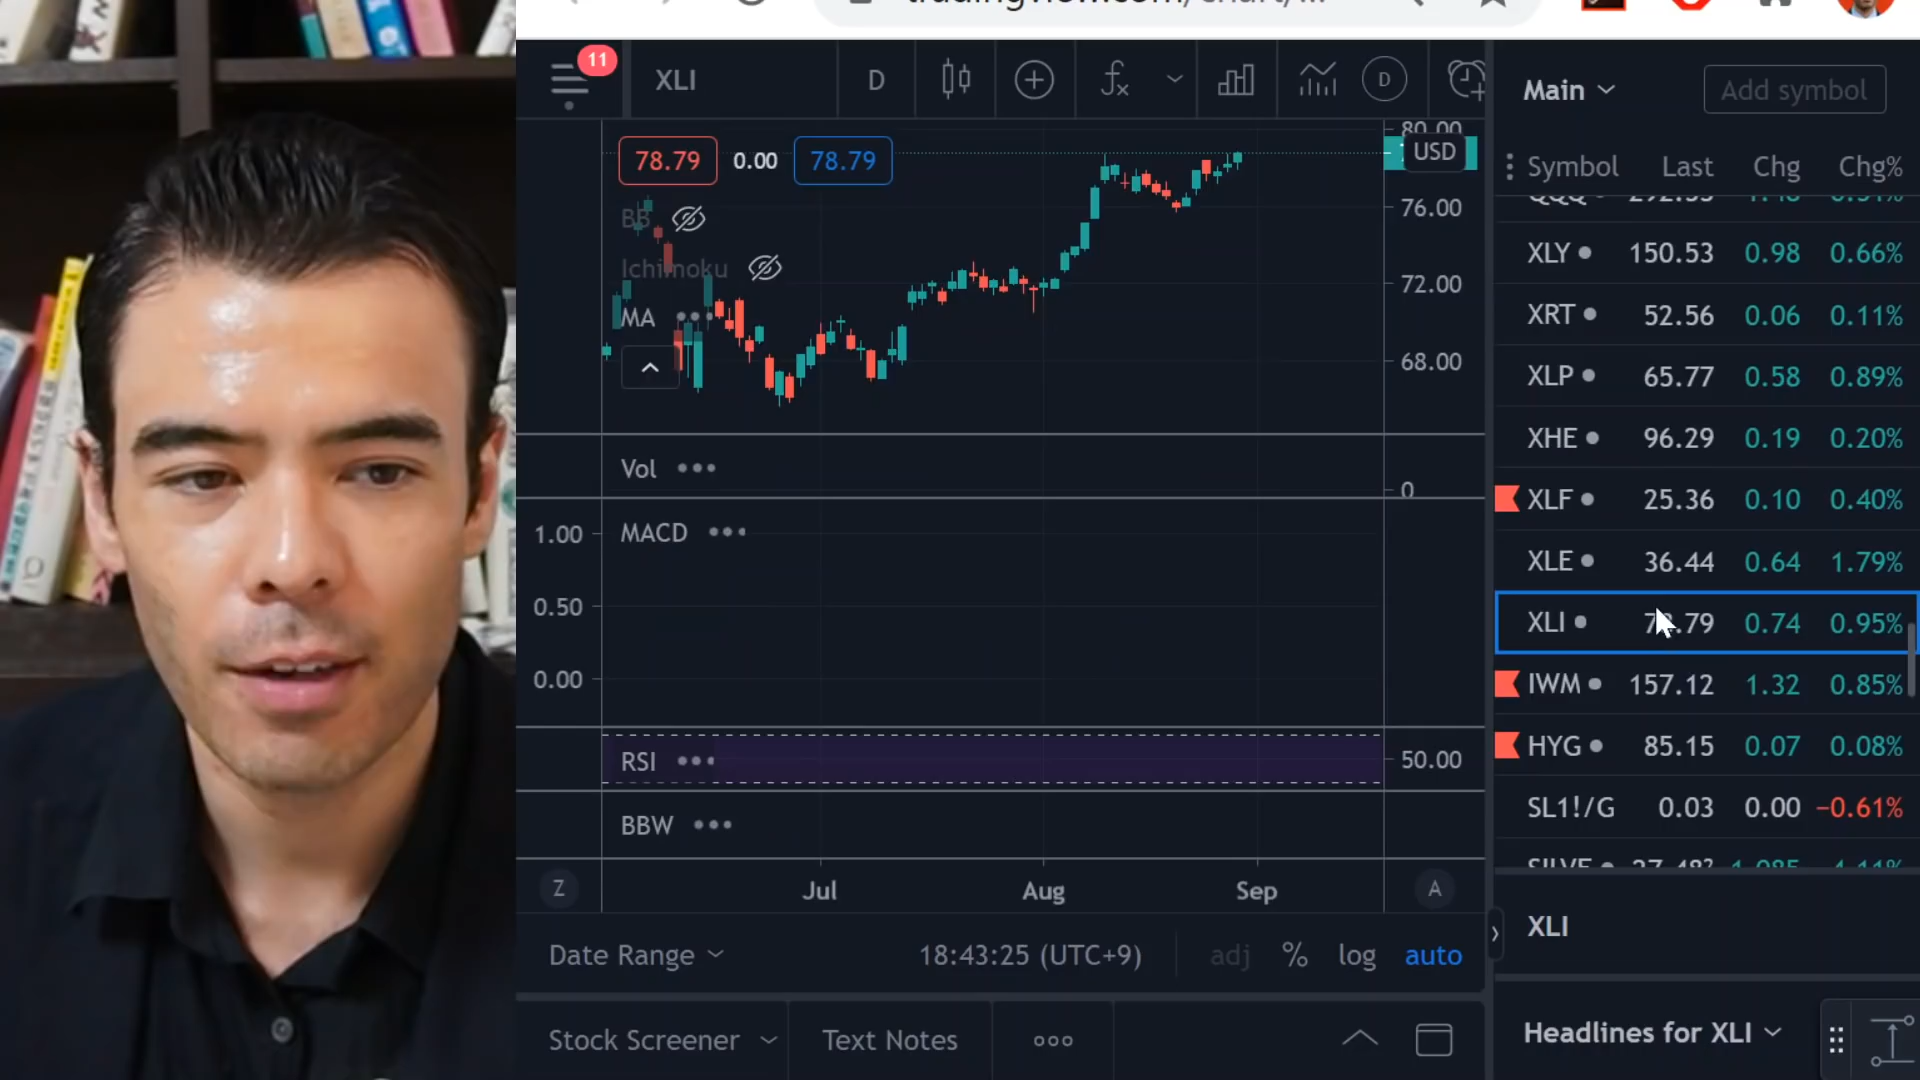 11
XLI
D
D
Main
Add symbol
80.00
USD
78.79 0.00 78.79
Symbol Last Chg Chg%
BB
76.00
XLY 150.53 0.98 0.66%
Ichimoku
72.00
MA
XRT 52.56 0.06 0.11%
68.00
XLP 65.77 0.58 0.89%
XHE 96.29 0.19 0.20%
Vol
0
XLF 25.36 0.10 0.40%
1.00
MACD
XLE 36.44 0.64 1.79%
0.50
XLI .79 0.74 0.95%
0.00
IWM 157.12 1.32 0.85%
RSI
50.00
HYG 85.15 0.07 0.08%
BBW
SL1!/G 0.03 0.00 −0.61%
Z
Jul Aug Sep
A
XLI
Date Range
18:43:25 (UTC+9)
adj % log auto
Stock Screener
Text Notes
Headlines for XLI